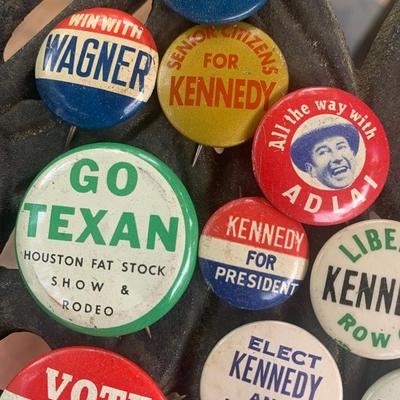 WIN WITH
WAGNER
SENIOR CITIZENS
FOR
KENNEDY
All the way with
ADLAI
GO
TEXAN
HOUSTON FAT STOCK
SHOW &
RODEO
KENNEDY
FOR
PRESIDENT
ROW
ELECT
KENNEDY